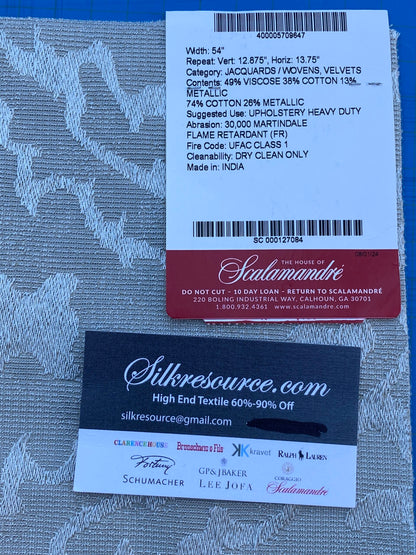 400005709647
Width: 54"
Repeat: Vert: 12.875", Horiz: 13.75"
Category: JACQUARDS / WOVENS, VELVETS
Contents: 49% VISCOSE 38% COTTON 13%
METALLIC
74% COTTON 26% METALLIC
Suggested Use: UPHOLSTERY HEAVY DUTY
Abrasion: 30,000 MARTINDALE
FLAME RETARDANT (FR)
Fire Code: UFAC CLASS 1
Cleanability: DRY CLEAN ONLY
Made in: INDIA
SC 000127084
08/01/24
THE HOUSE OF
Scalamandré
DO NOT CUT - 10 DAY LOAN - RETURN TO SCALAMANDRÉ
220 BOLING INDUSTRIAL WAY, CALHOUN, GA 30701
1.800.932.4361 www.scalamandre.com
Silkresource.com
High End Textile 60%-90% Off
silkresource@gmail.com
CLARENCE HOUSE Brunschwig & Fils kravet RALPH LAUREN
Fortuny GP&J BAKER CORAGGIO
SCHUMACHER LEE JOFA Scalamandré